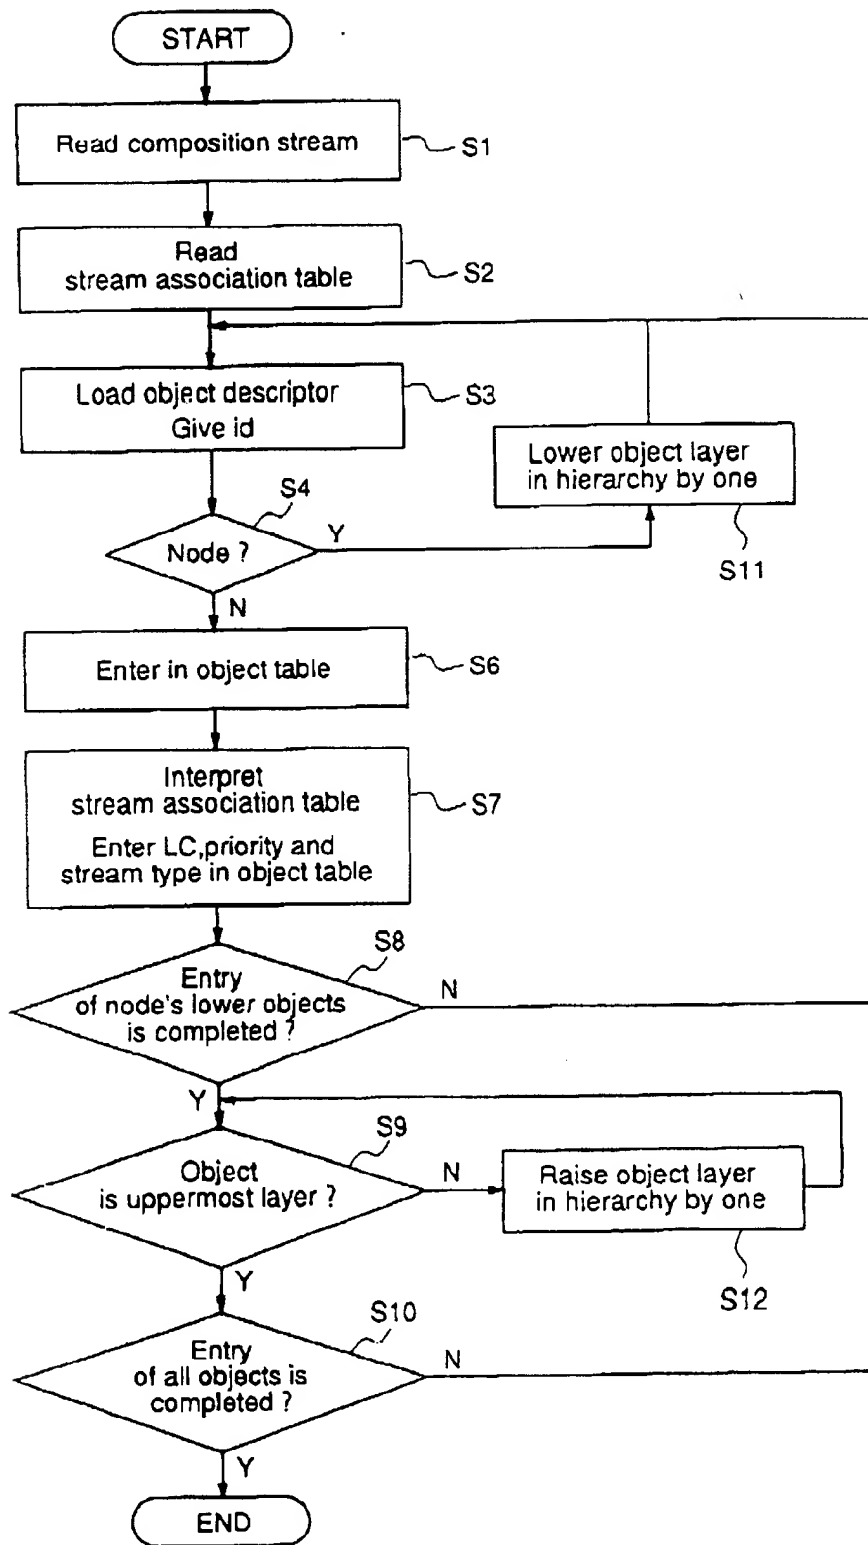 START
Read composition stream
S1
Read
stream association table
S2
Load object descriptor
Give id
S3
Lower object layer
in hierarchy by one
S11
S4
Node ?
Y
N
Enter in object table
S6
Interpret
stream association table
Enter LC,priority and
stream type in object table
S7
S8
Entry
of node's lower objects
is completed ?
N
Y
S9
Object
is uppermost layer ?
N
Raise object layer
in hierarchy by one
S12
Y
S10
Entry
of all objects is
completed ?
N
Y
END